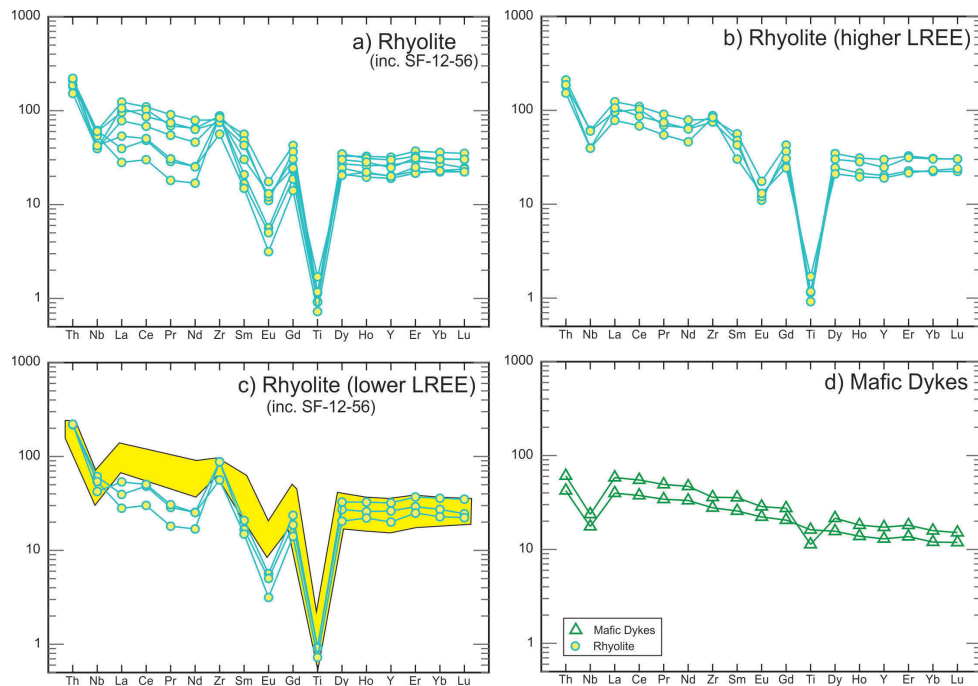 1000
100
10
1
a) Rhyolite
(inc. SF-12-56)
Th Nb La Ce Pr Nd Zr Sm Eu Gd Ti Dy Ho Y Er Yb Lu
1000
100
10
1
b) Rhyolite (higher LREE)
Th Nb La Ce Pr Nd Zr Sm Eu Gd Ti Dy Ho Y Er Yb Lu
1000
100
10
1
c) Rhyolite (lower LREE)
(inc. SF-12-56)
Th Nb La Ce Pr Nd Zr Sm Eu Gd Ti Dy Ho Y Er Yb Lu
1000
100
10
1
d) Mafic Dykes
Mafic Dykes
Rhyolite
Th Nb La Ce Pr Nd Zr Sm Eu Gd Ti Dy Ho Y Er Yb Lu